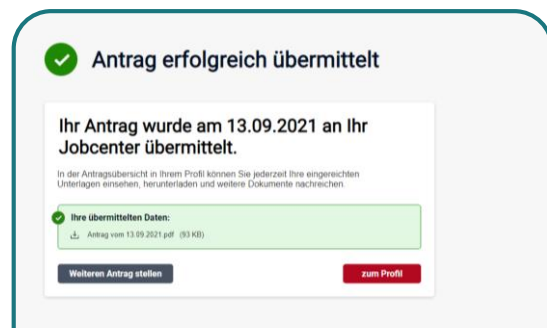 Antrag erfolgreich übermittelt
Ihr Antrag wurde am 13.09.2021 an Ihr
Jobcenter übermittelt.
In der Antragsübersicht in Ihrem Profil können Sie jederzeit Ihre eingereichten
Unterlagen einsehen, herunterladen und weitere Dokumente nachreichen.
Ihre übermittelten Daten:
Antrag vom 13.09.2021.pdf (93 KB)
Weiteren Antrag stellen
zum Profil